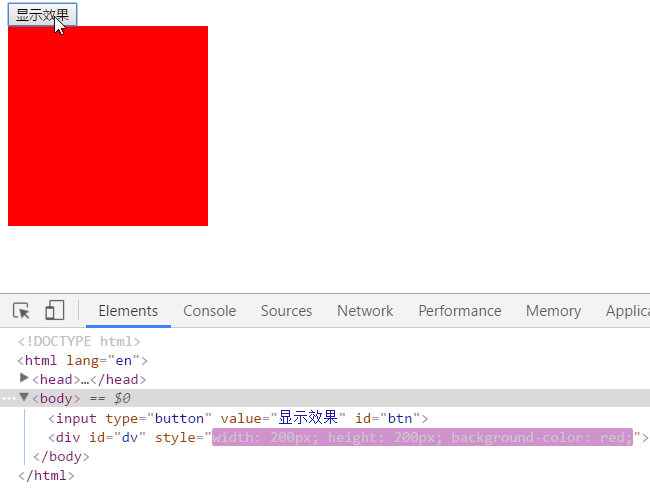 显示效果
Elements Console Sources Network Performance Memory Applica
<!DOCTYPE html>
<html lang="en">
<head>…</head>
<body> == $0
<input type="button" value="显示效果" id="btn">
<div id="dv" style="width: 200px; height: 200px; background-color: red;">
</body>
</html>